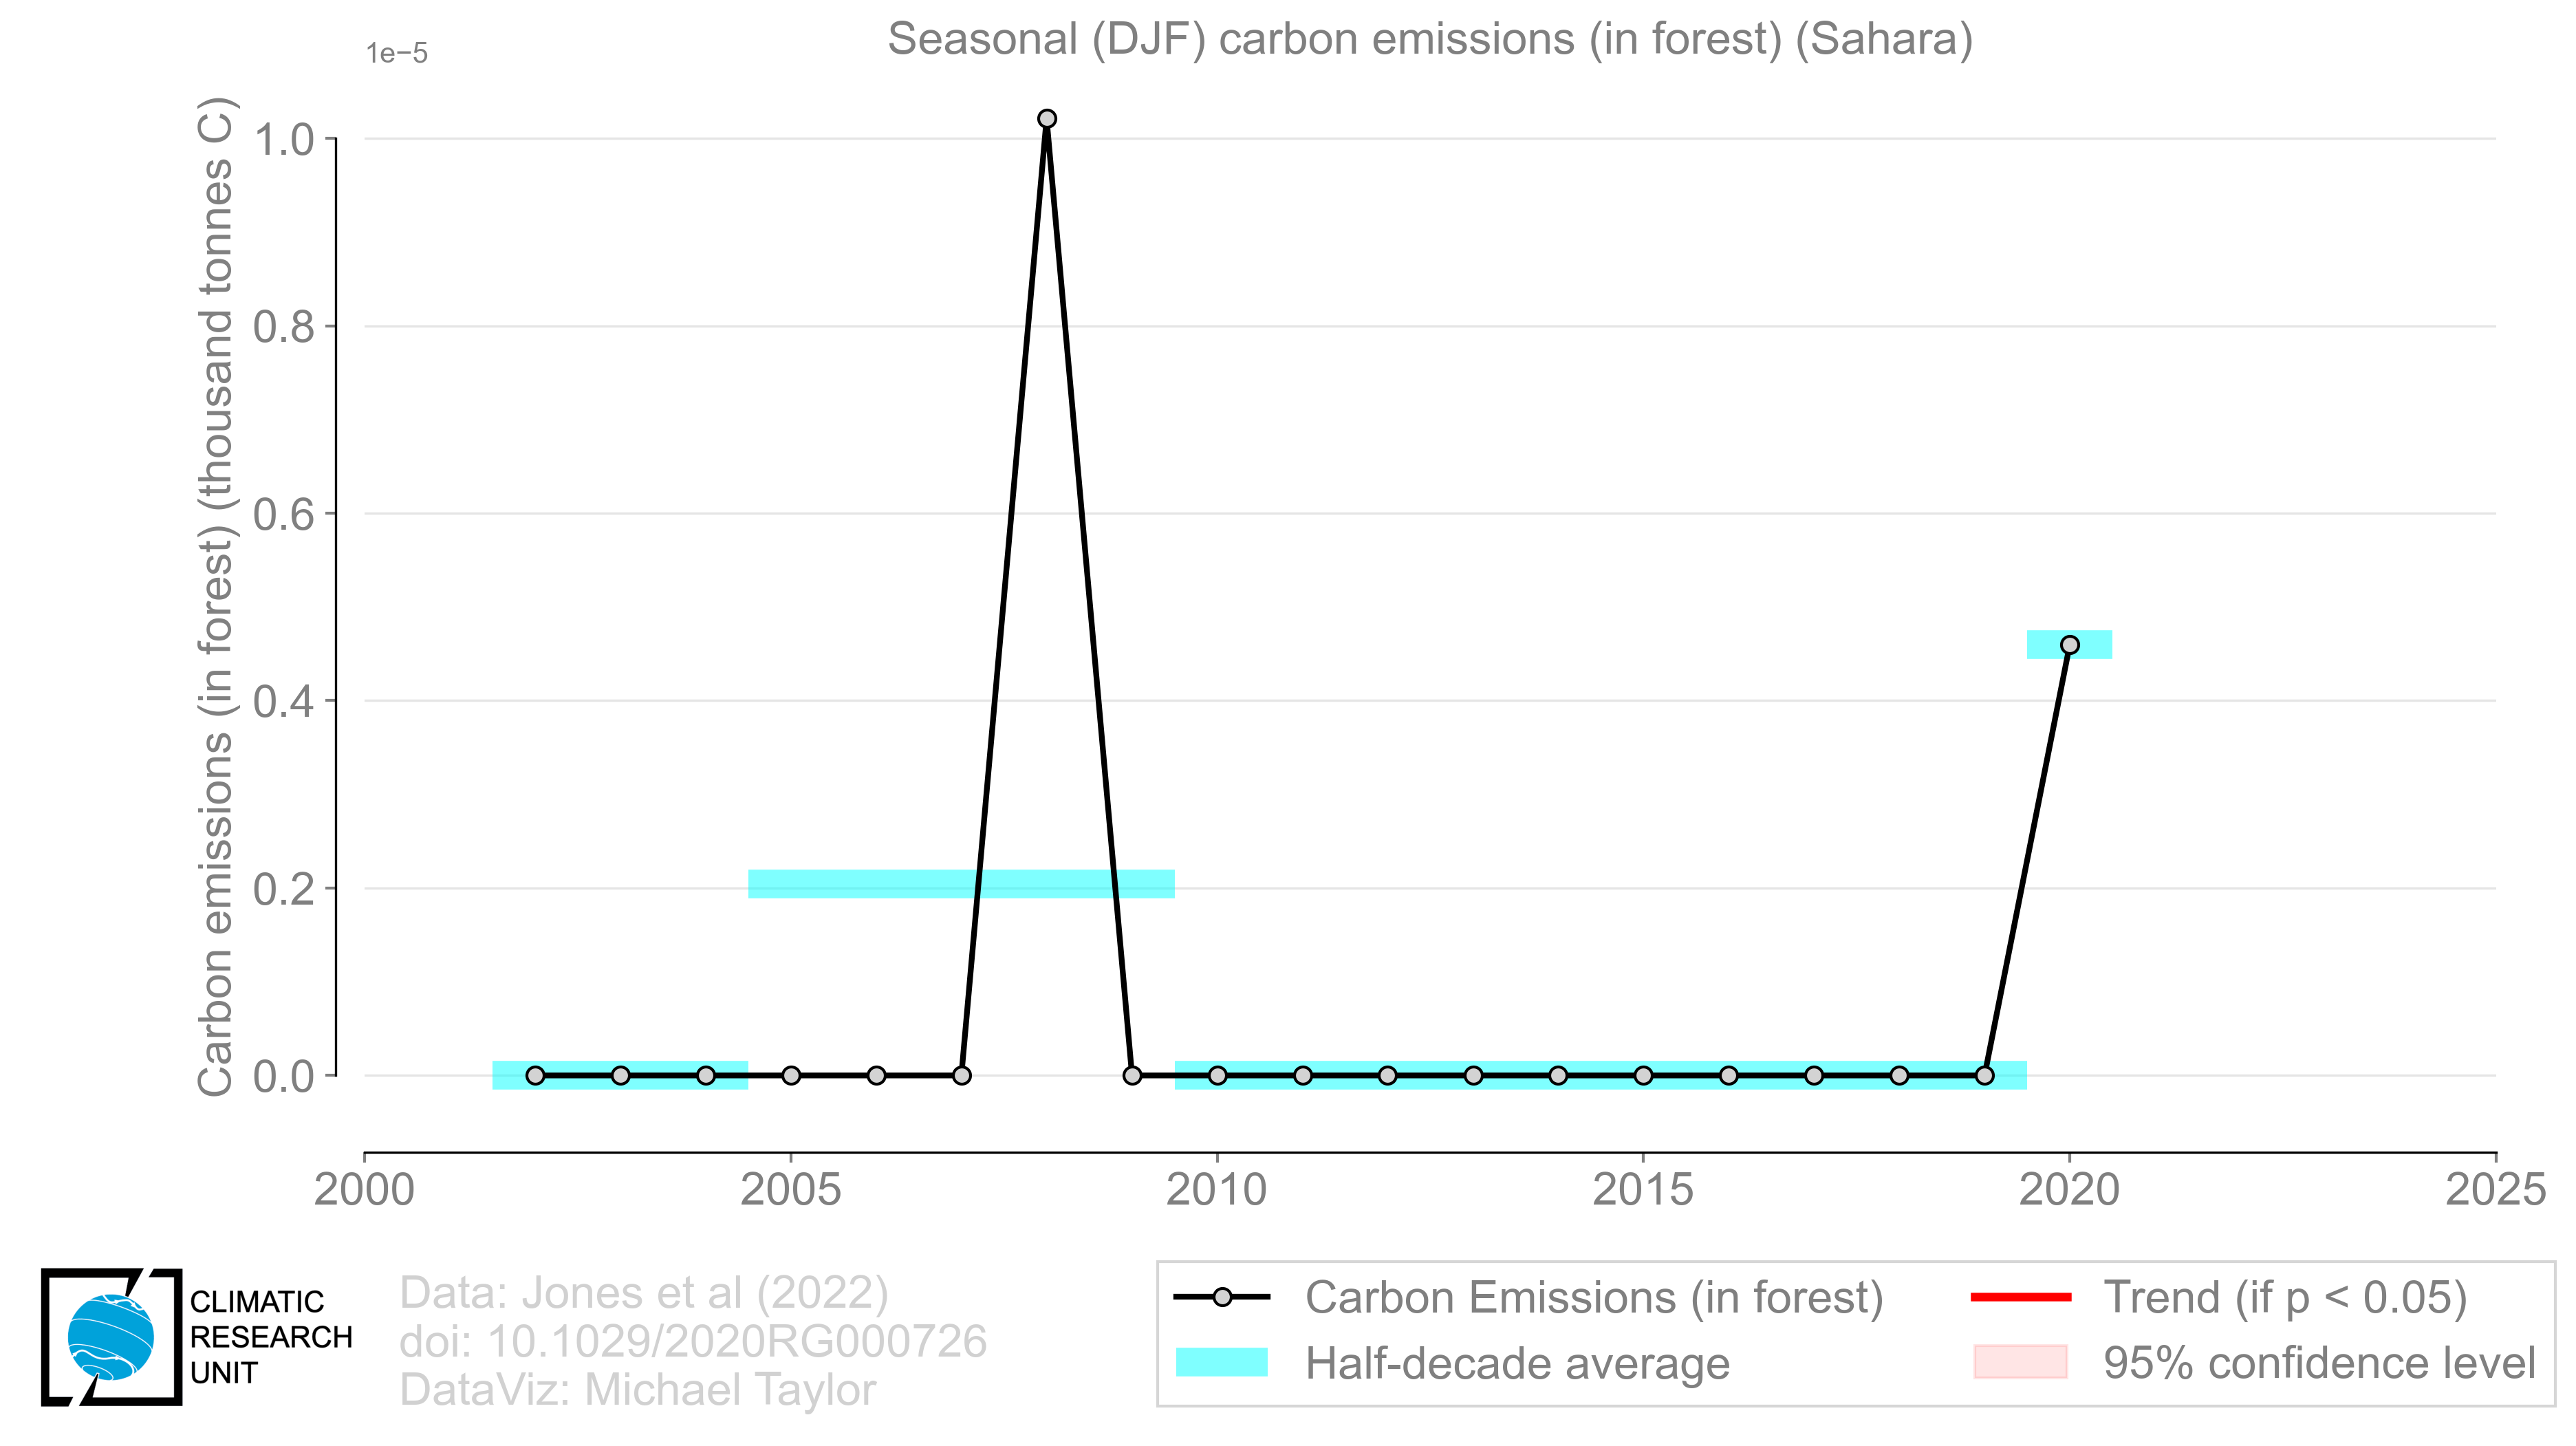 Seasonal (DJF) carbon emissions (in forest) (Sahara)
1e−5
Carbon emissions (in forest) (thousand tonnes C)
1.0
0.8
0.6
0.4
0.2
0.0
2000
2005
2010
2015
2020
2025
CLIMATIC
RESEARCH
UNIT
Data: Jones et al (2022)
doi: 10.1029/2020RG000726
DataViz: Michael Taylor
Carbon Emissions (in forest)
Half-decade average
Trend (if p < 0.05)
95% confidence level